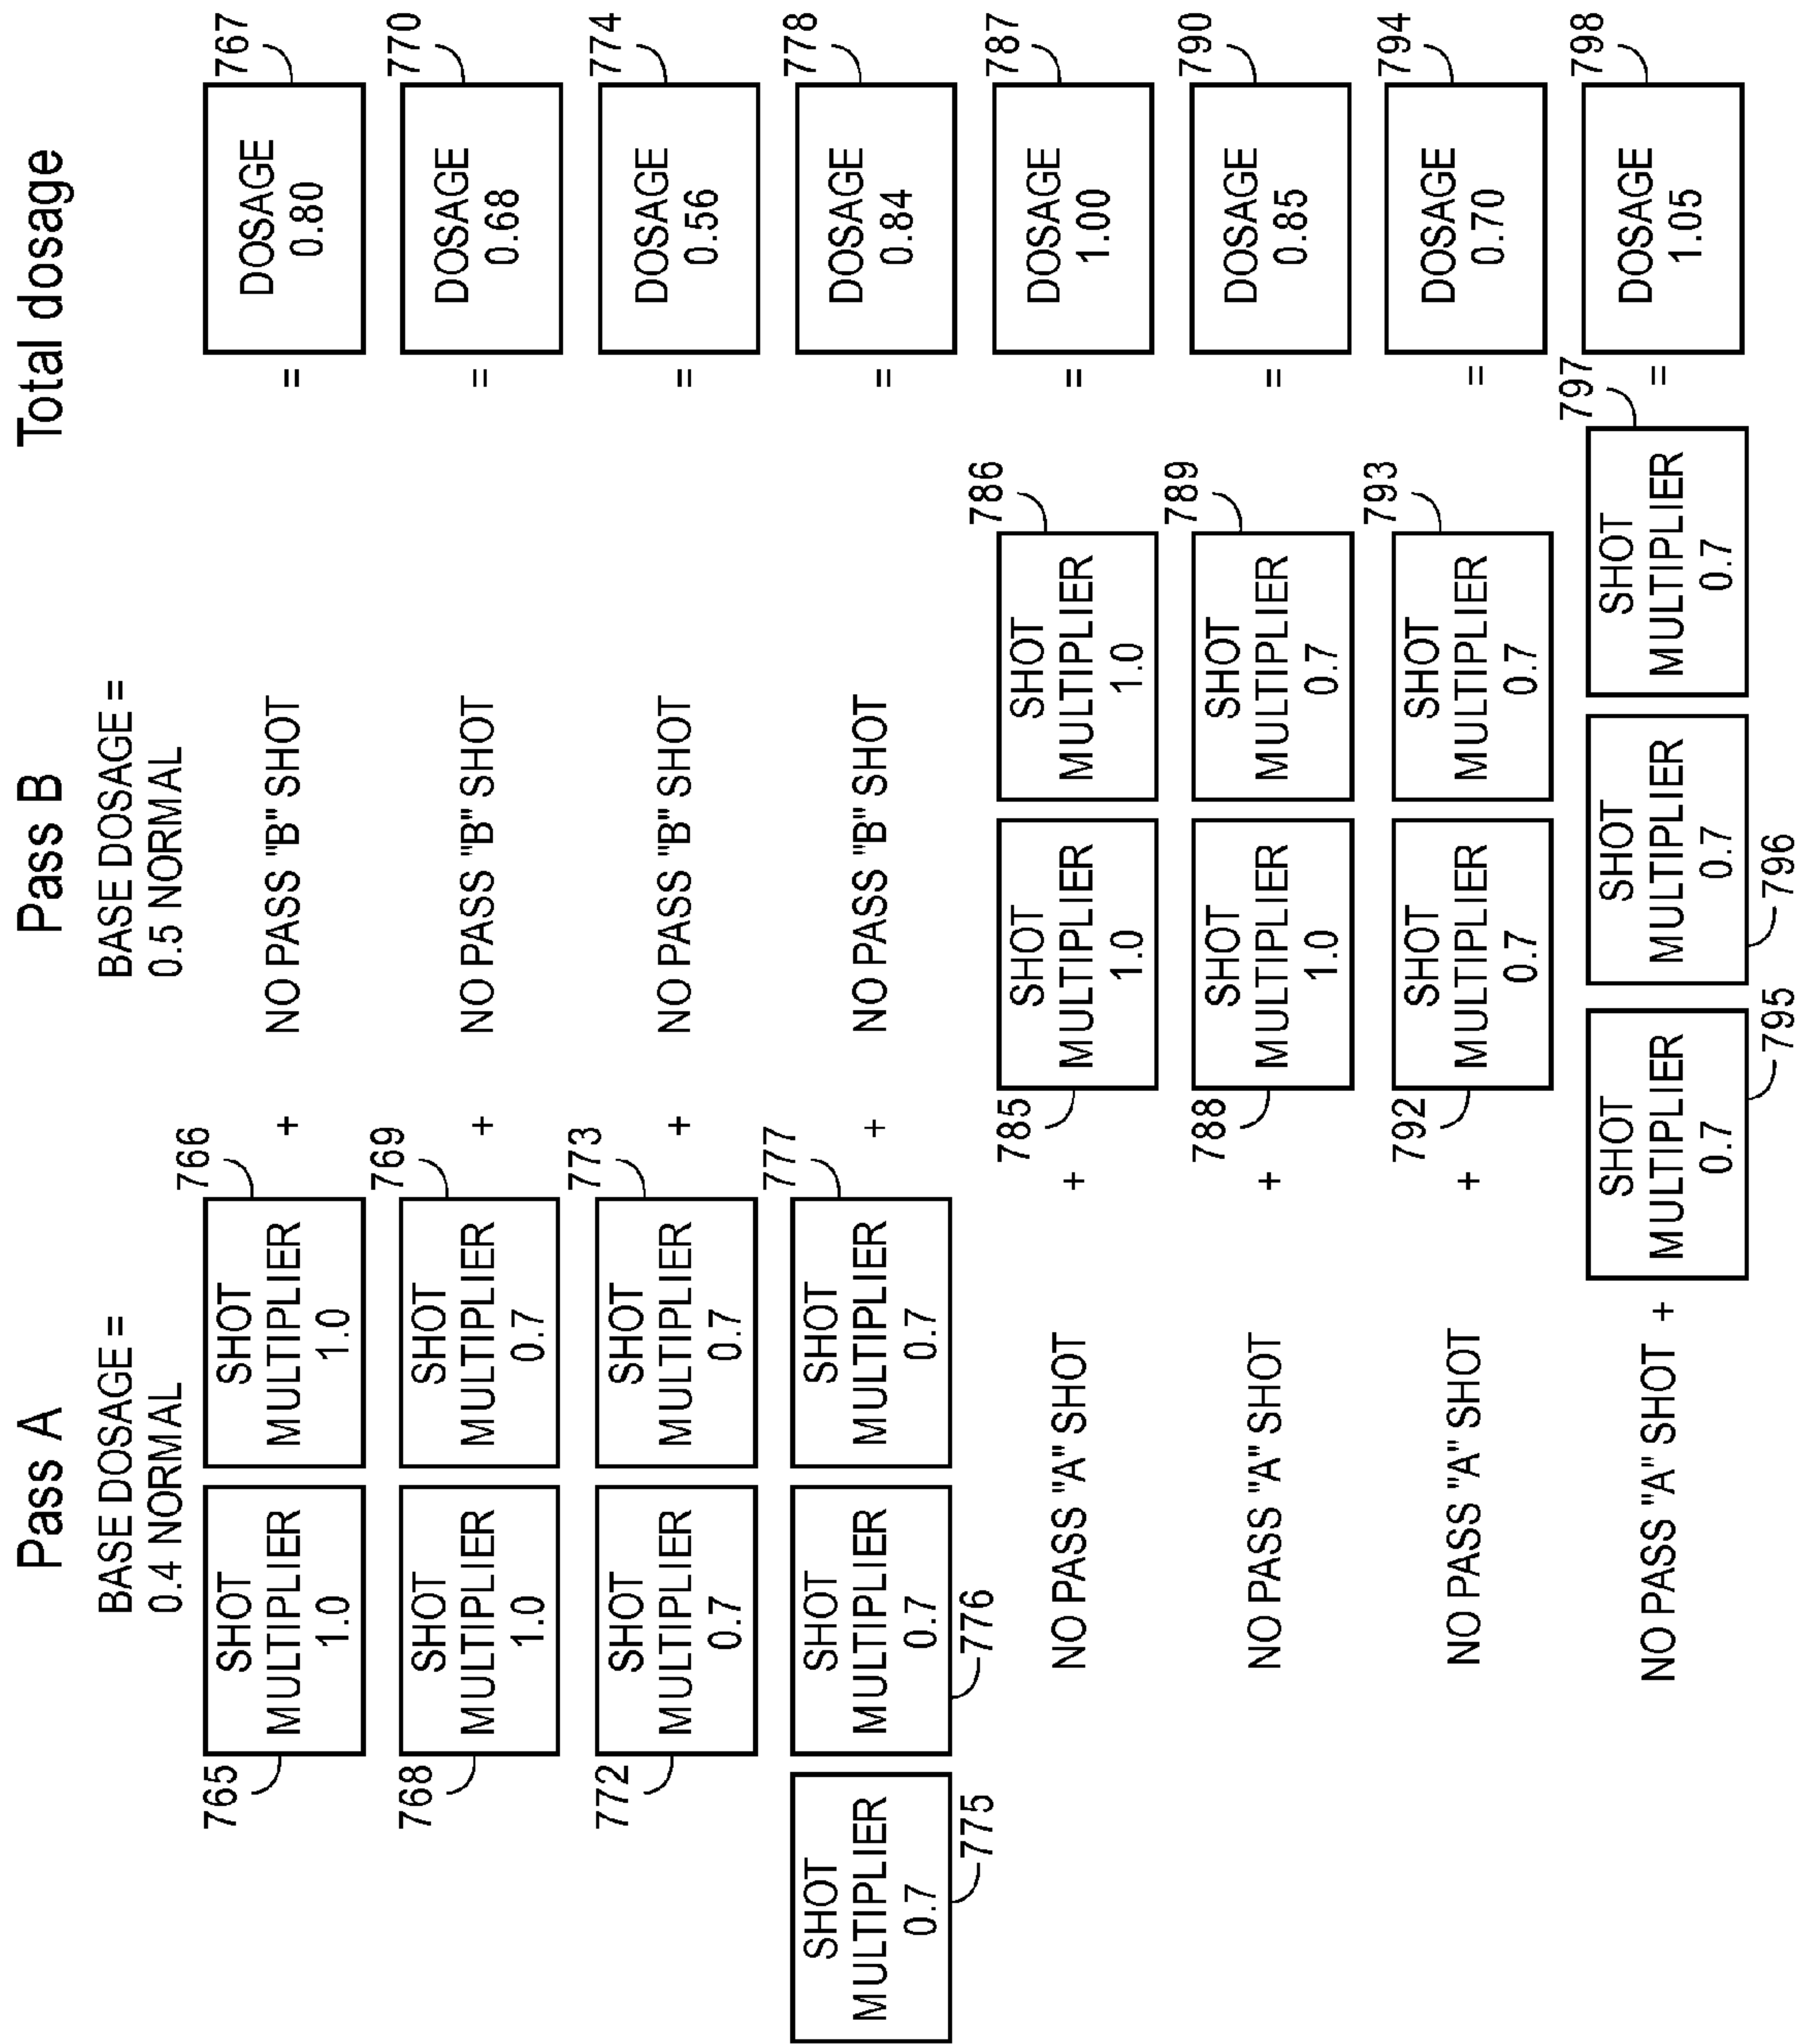 Pass A
Pass B
Total dosage
BASE DOSAGE =
0.4 NORMAL
BASE DOSAGE =
0.5 NORMAL
765
SHOT
MULTIPLIER
1.0
766
SHOT
MULTIPLIER
1.0
+
NO PASS "B" SHOT
=
767
DOSAGE
0.80
768
SHOT
MULTIPLIER
1.0
769
SHOT
MULTIPLIER
0.7
+
NO PASS "B" SHOT
=
770
DOSAGE
0.68
772
SHOT
MULTIPLIER
0.7
773
SHOT
MULTIPLIER
0.7
+
NO PASS "B" SHOT
=
774
DOSAGE
0.56
SHOT
MULTIPLIER
0.7
775
SHOT
MULTIPLIER
0.7
776
777
SHOT
MULTIPLIER
0.7
+
NO PASS "B" SHOT
=
778
DOSAGE
0.84
NO PASS "A" SHOT
+
785
SHOT
MULTIPLIER
1.0
786
SHOT
MULTIPLIER
1.0
=
787
DOSAGE
1.00
NO PASS "A" SHOT
+
788
SHOT
MULTIPLIER
1.0
789
SHOT
MULTIPLIER
0.7
=
790
DOSAGE
0.85
NO PASS "A" SHOT
+
792
SHOT
MULTIPLIER
0.7
793
SHOT
MULTIPLIER
0.7
=
794
DOSAGE
0.70
NO PASS "A" SHOT +
SHOT
MULTIPLIER
0.7
795
SHOT
MULTIPLIER
0.7
796
797
SHOT
MULTIPLIER
0.7
=
798
DOSAGE
1.05